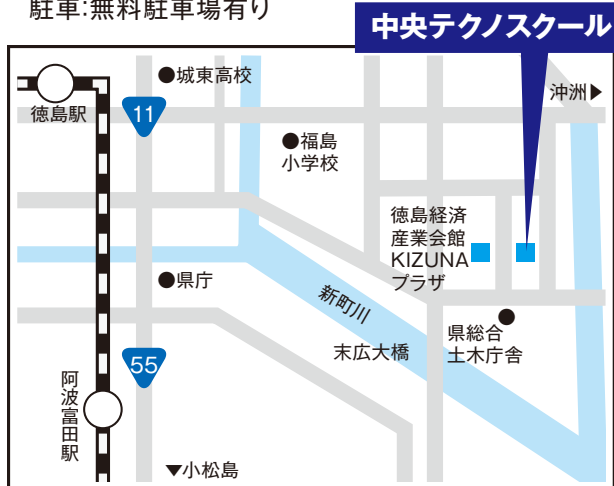 駐車:無料駐車場有り
中央テクノスクール
●城東高校
沖洲▶
徳島駅
11
●福島
小学校
徳島経済
産業会館
KIZUNA
プラザ
●県庁
新町川
県総合
土木庁舎
末広大橋
55
阿波富田駅
▼小松島